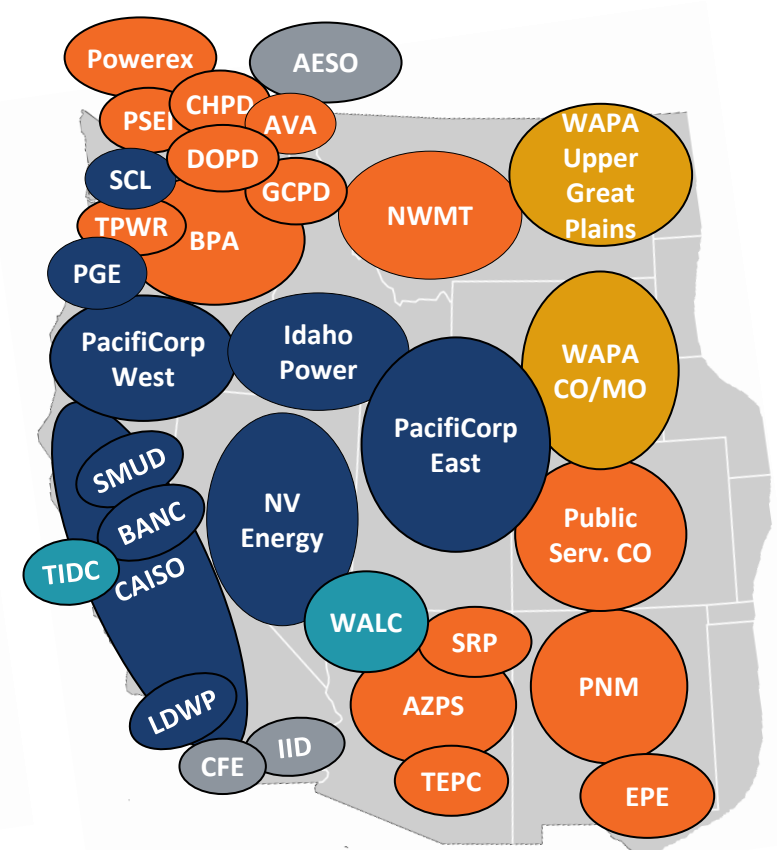 Powerex
AESO
CHPD
PSEI
AVA
DOPD
SCL
GCPD
TPWR
BPA
NWMT
WAPA
Upper
Great
Plains
PGE
PacifiCorp
West
Idaho
Power
WAPA
CO/MO
PacifiCorp
East
SMUD
BANC
NV
Energy
Public
Serv. CO
TIDC
CAISO
WALC
SRP
AZPS
PNM
LDWP
IID
CFE
TEPC
EPE